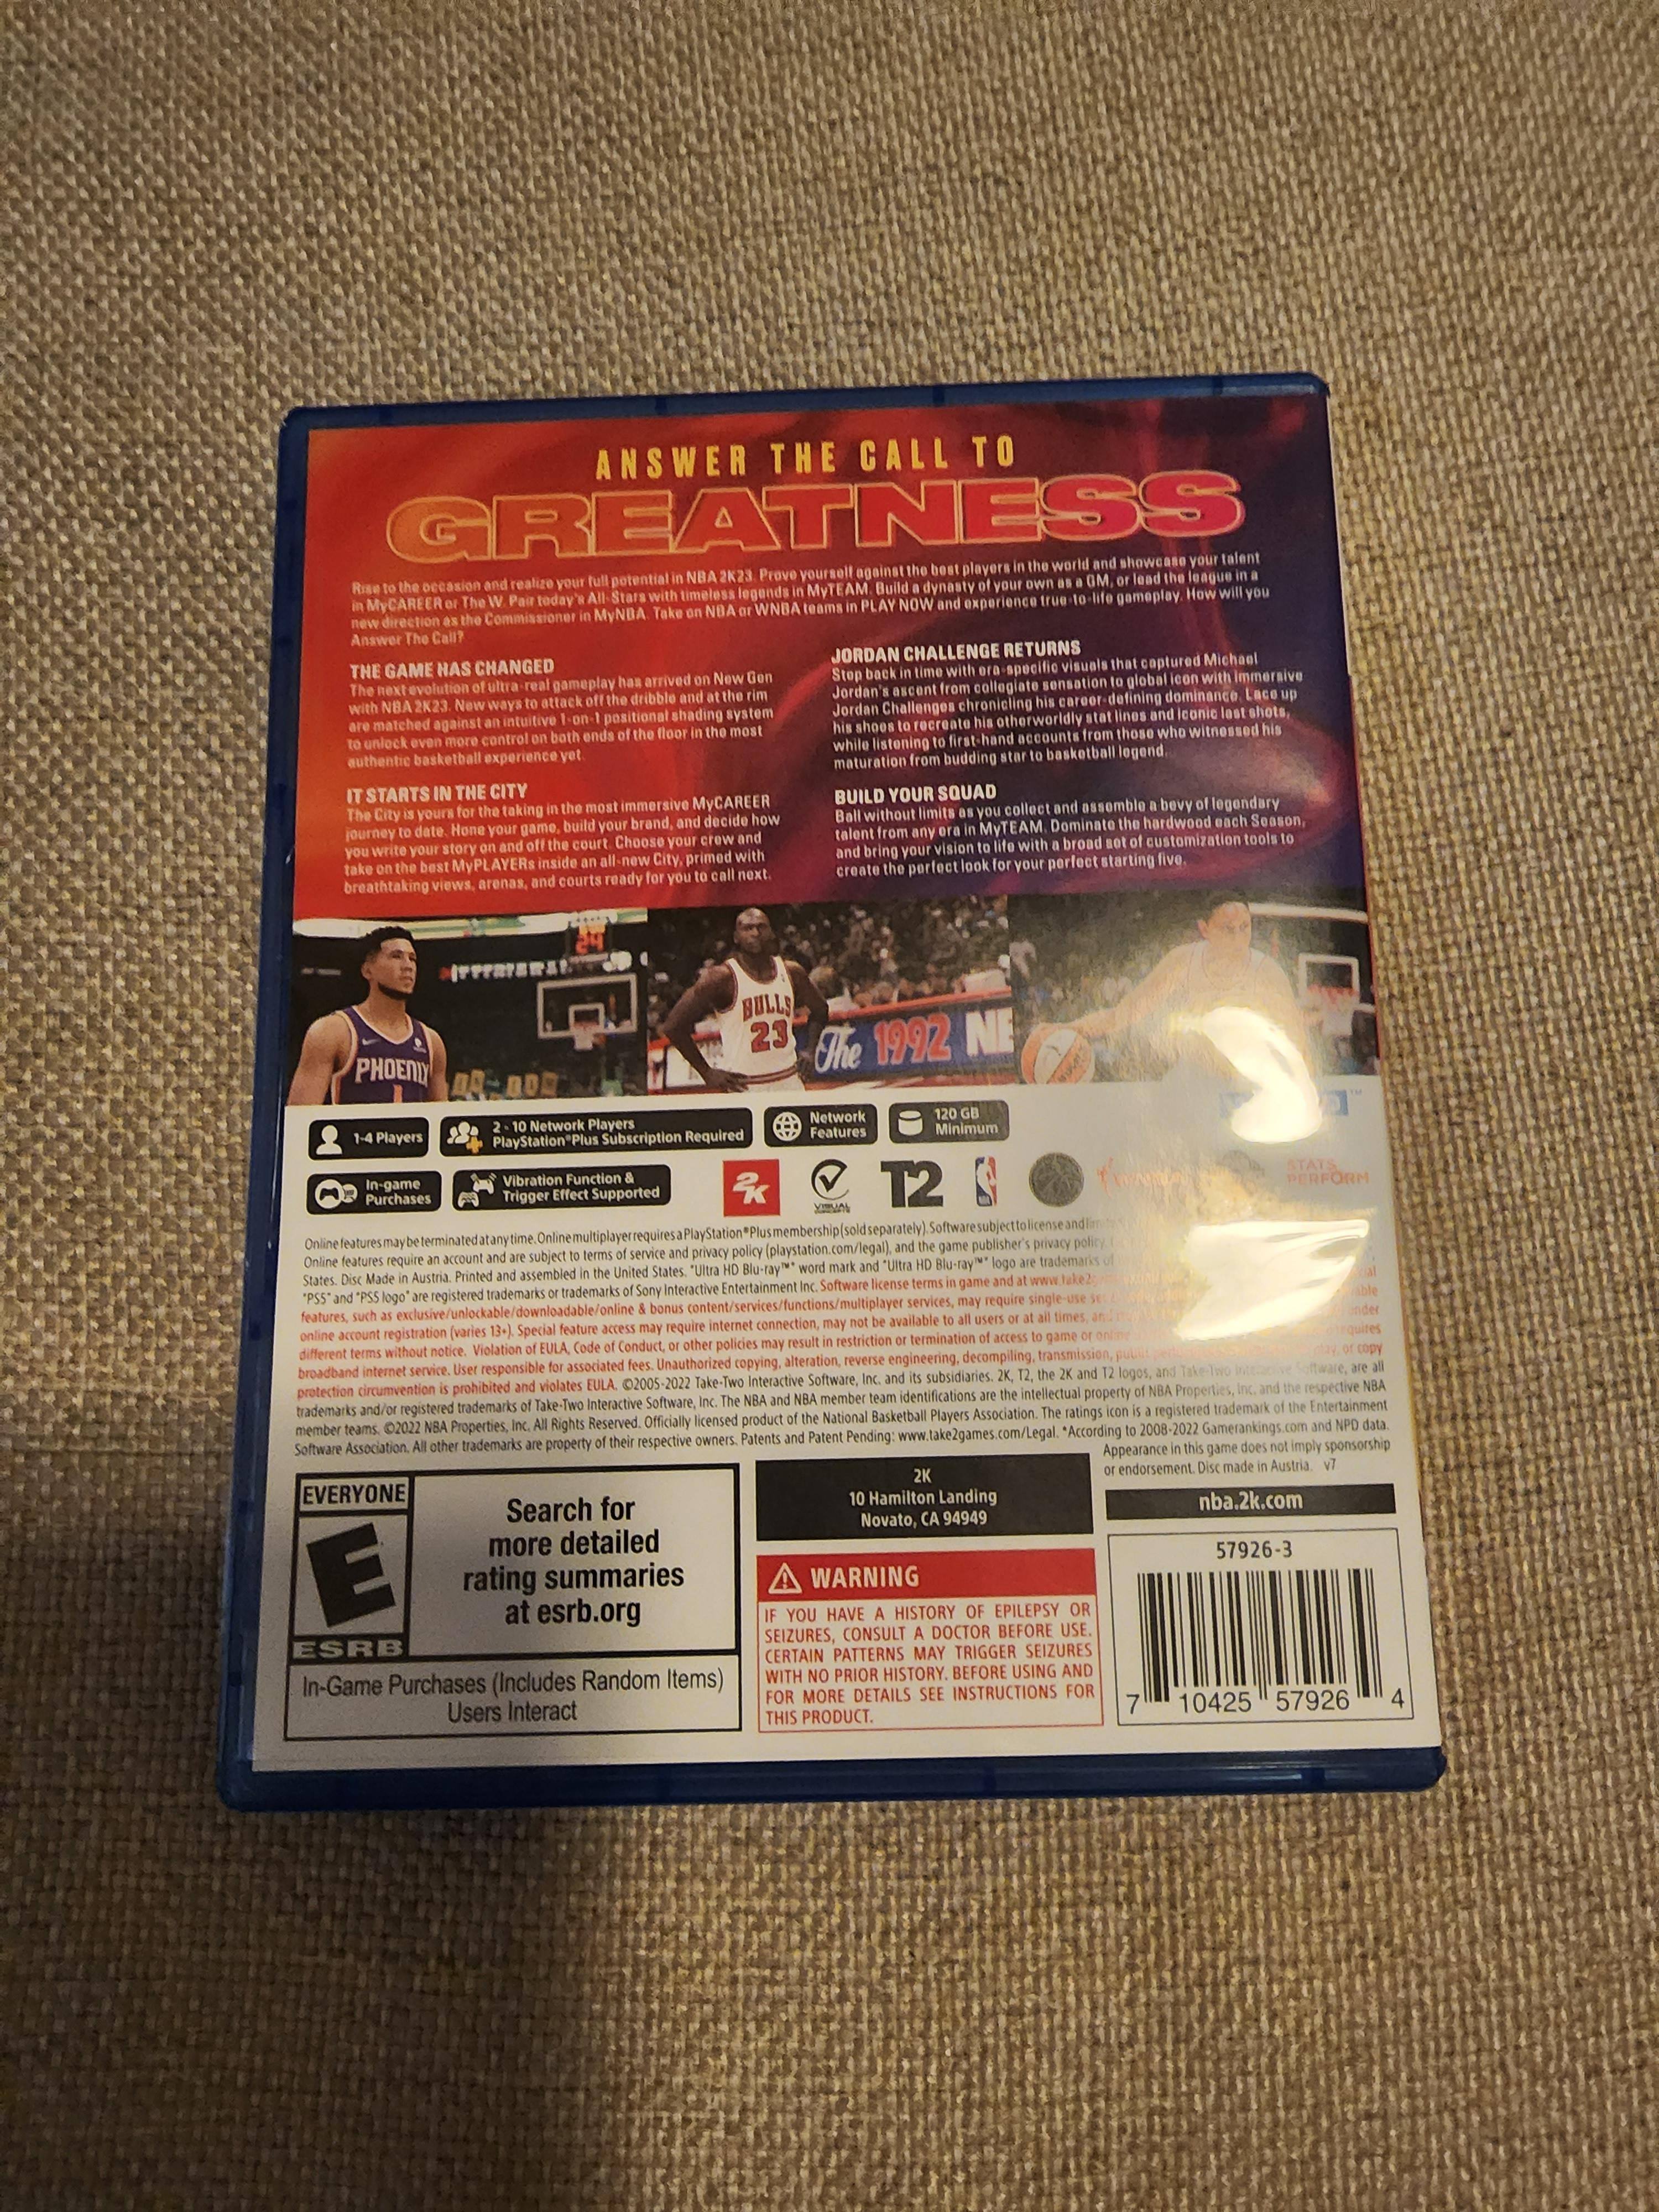 ANSWER THE CALL TO
GREATNESS
Rise to the occasion and realize your full potential in NBA 2K23. Prove yourself against the best players in the world and showcase your talent
in MyCAREER or The W. Pair today's All-Stars with timeless legends in MyTEAM. Build a dynasty of your own as a GM, or lead the league in a
new direction as the Commissioner in MyNBA. Take on NBA or WNBA teams in PLAY NOW and experience true-to-life gameplay. How will you
Answer The Call?
THE GAME HAS CHANGED
The next evolution of ultra-real gameplay has arrived on New Gen
with NBA 2K23. New ways to attack off the dribble and at the rim
are matched against an intuitive 1-on-1 positional shading system
to unlock even more control on both ends of the floor in the most
authentic basketball experience yet.
IT STARTS IN THE CITY
The City is yours for the taking in the most immersive MyCAREER
journey to date. Hone your game, build your brand, and decide how
you write your story on and off the court. Choose your crew and
take on the best MyPLAYERs inside an all-new City, primed with
breathtaking views, arenas, and courts ready for you to call next.
JORDAN CHALLENGE RETURNS
Step back in time with era-specific visuals that captured Michael
Jordan's ascent from collegiate sensation to global icon with immersive
Jordan Challenges chronicling his career-defining dominance. Lace up
his shoes to recreate his otherworldly stat lines and iconic last shots,
while listening to first-hand accounts from those who witnessed his
maturation from budding star to basketball legend.
BUILD YOUR SQUAD
Ball without limits as you collect and assemble a bevy of legendary
talent from any era in MyTEAM. Dominate the hardwood each Season,
and bring your vision to life with a broad set of customization tools to
create the perfect look for your perfect starting five.
24
PHOENIX
1
BULLS
23
The 1992 NB
1-4 Players
2 - 10 Network Players
PlayStation®Plus Subscription Required
Network
Features
120 GB
Minimum
In-game
Purchases
Vibration Function &
Trigger Effect Supported
2K
VISUAL
CONCEPTS
T2
NBA
STATS
PERFORM
Online features may be terminated at any time. Online multiplayer requires a PlayStation®Plus membership (sold separately). Software subject to license and
Online features require an account and are subject to terms of service and privacy policy (playstation.com/legal), and the game publisher's privacy policy.
States. Disc Made in Austria. Printed and assembled in the United States. "Ultra HD Blu-ray™" word mark and "Ultra HD Blu-ray™" logo are trademarks of
"PS5" and "PS5 logo" are registered trademarks or trademarks of Sony Interactive Entertainment Inc. Software license terms in game and at www.take2
features, such as exclusive/unlockable/downloadable/online & bonus content/services/functions/multiplayer services, may require single-use
online account registration (varies 13+). Special feature access may require internet connection, may not be available to all users or at all times, and
different terms without notice. Violation of EULA, Code of Conduct, or other policies may result in restriction or termination of access to game or requires
broadband internet service. User responsible for associated fees. Unauthorized copying, alteration, reverse engineering, decompiling, transmission, or copy
protection circumvention is prohibited and violates EULA. ©2005-2022 Take-Two Interactive Software, Inc. and its subsidiaries. 2K, T2, the 2K and T2 logos, and Take-Two Interactive Software, are all
trademarks and/or registered trademarks of Take-Two Interactive Software, Inc. The NBA and NBA member team identifications are the intellectual property of NBA Properties, Inc. and the respective NBA
member teams. ©2022 NBA Properties, Inc. All Rights Reserved. Officially licensed product of the National Basketball Players Association. The ratings icon is a registered trademark of the Entertainment
Software Association. All other trademarks are property of their respective owners. Patents and Patent Pending: www.take2games.com/Legal. *According to 2008-2022 Gamerankings.com and NPD data.
Appearance in this game does not imply sponsorship
or endorsement. Disc made in Austria. v7
EVERYONE
E
ESRB
Search for
more detailed
rating summaries
at esrb.org
In-Game Purchases (Includes Random Items)
Users Interact
2K
10 Hamilton Landing
Novato, CA 94949
WARNING
IF YOU HAVE A HISTORY OF EPILEPSY OR
SEIZURES, CONSULT A DOCTOR BEFORE USE.
CERTAIN PATTERNS MAY TRIGGER SEIZURES
WITH NO PRIOR HISTORY. BEFORE USING AND
FOR MORE DETAILS SEE INSTRUCTIONS FOR
THIS PRODUCT.
nba.2k.com
57926-3
7 10425 57926 4